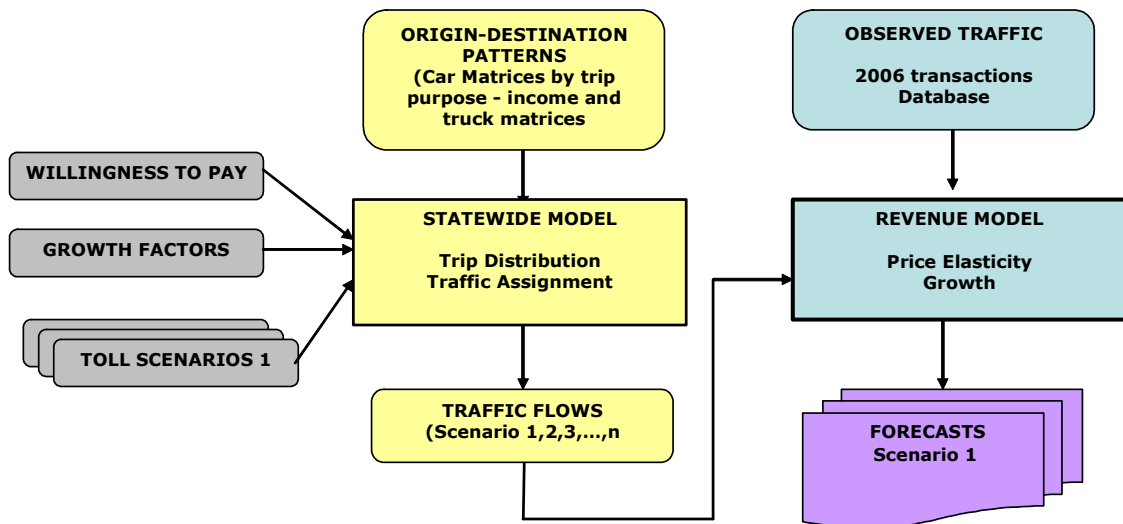 ORIGIN-DESTINATION
PATTERNS
(Car Matrices by trip
purpose - income and
truck matrices
OBSERVED TRAFFIC
2006 transactions
Database
WILLINGNESS TO PAY
GROWTH FACTORS
TOLL SCENARIOS 1
STATEWIDE MODEL
Trip Distribution
Traffic Assignment
REVENUE MODEL
Price Elasticity
Growth
TRAFFIC FLOWS
(Scenario 1,2,3,...,n
FORECASTS
Scenario 1